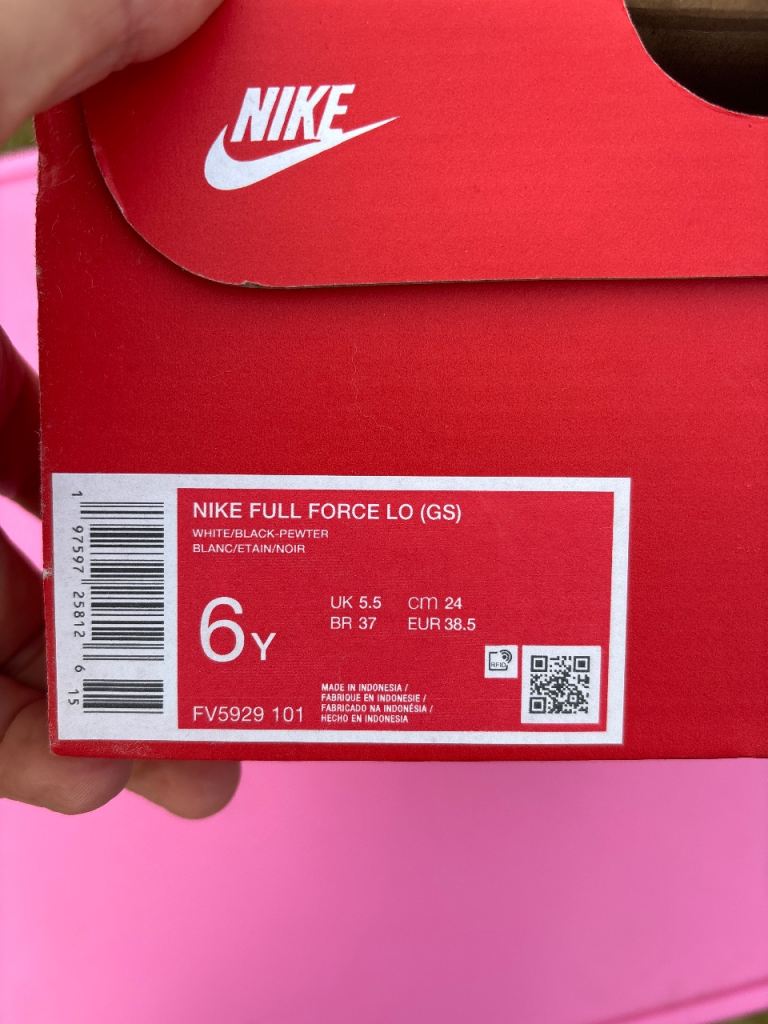 NIKE
NIKE FULL FORCE LO (GS)
WHITE/BLACK-PEWTER
BLANC/ETAIN/NOIR
6Y
UK 5.5 cm 24
BR 37 EUR 38.5
RFID
FV5929 101
MADE IN INDONESIA /
FABRIQUE EN INDONESIE /
FABRICADO NA INDONÉSIA /
HECHO EN INDONESIA
1 97597 25812 6 15